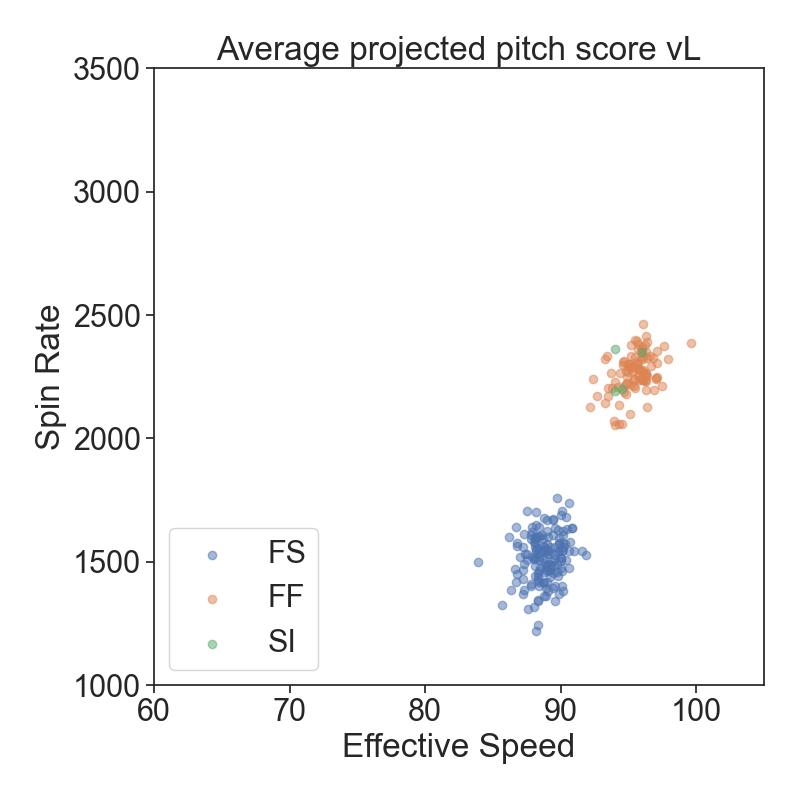 Average projected pitch score vL
3500
3000
2500
2000
1500
1000
Spin Rate
FS
FF
SI
60 70 80 90 100
Effective Speed